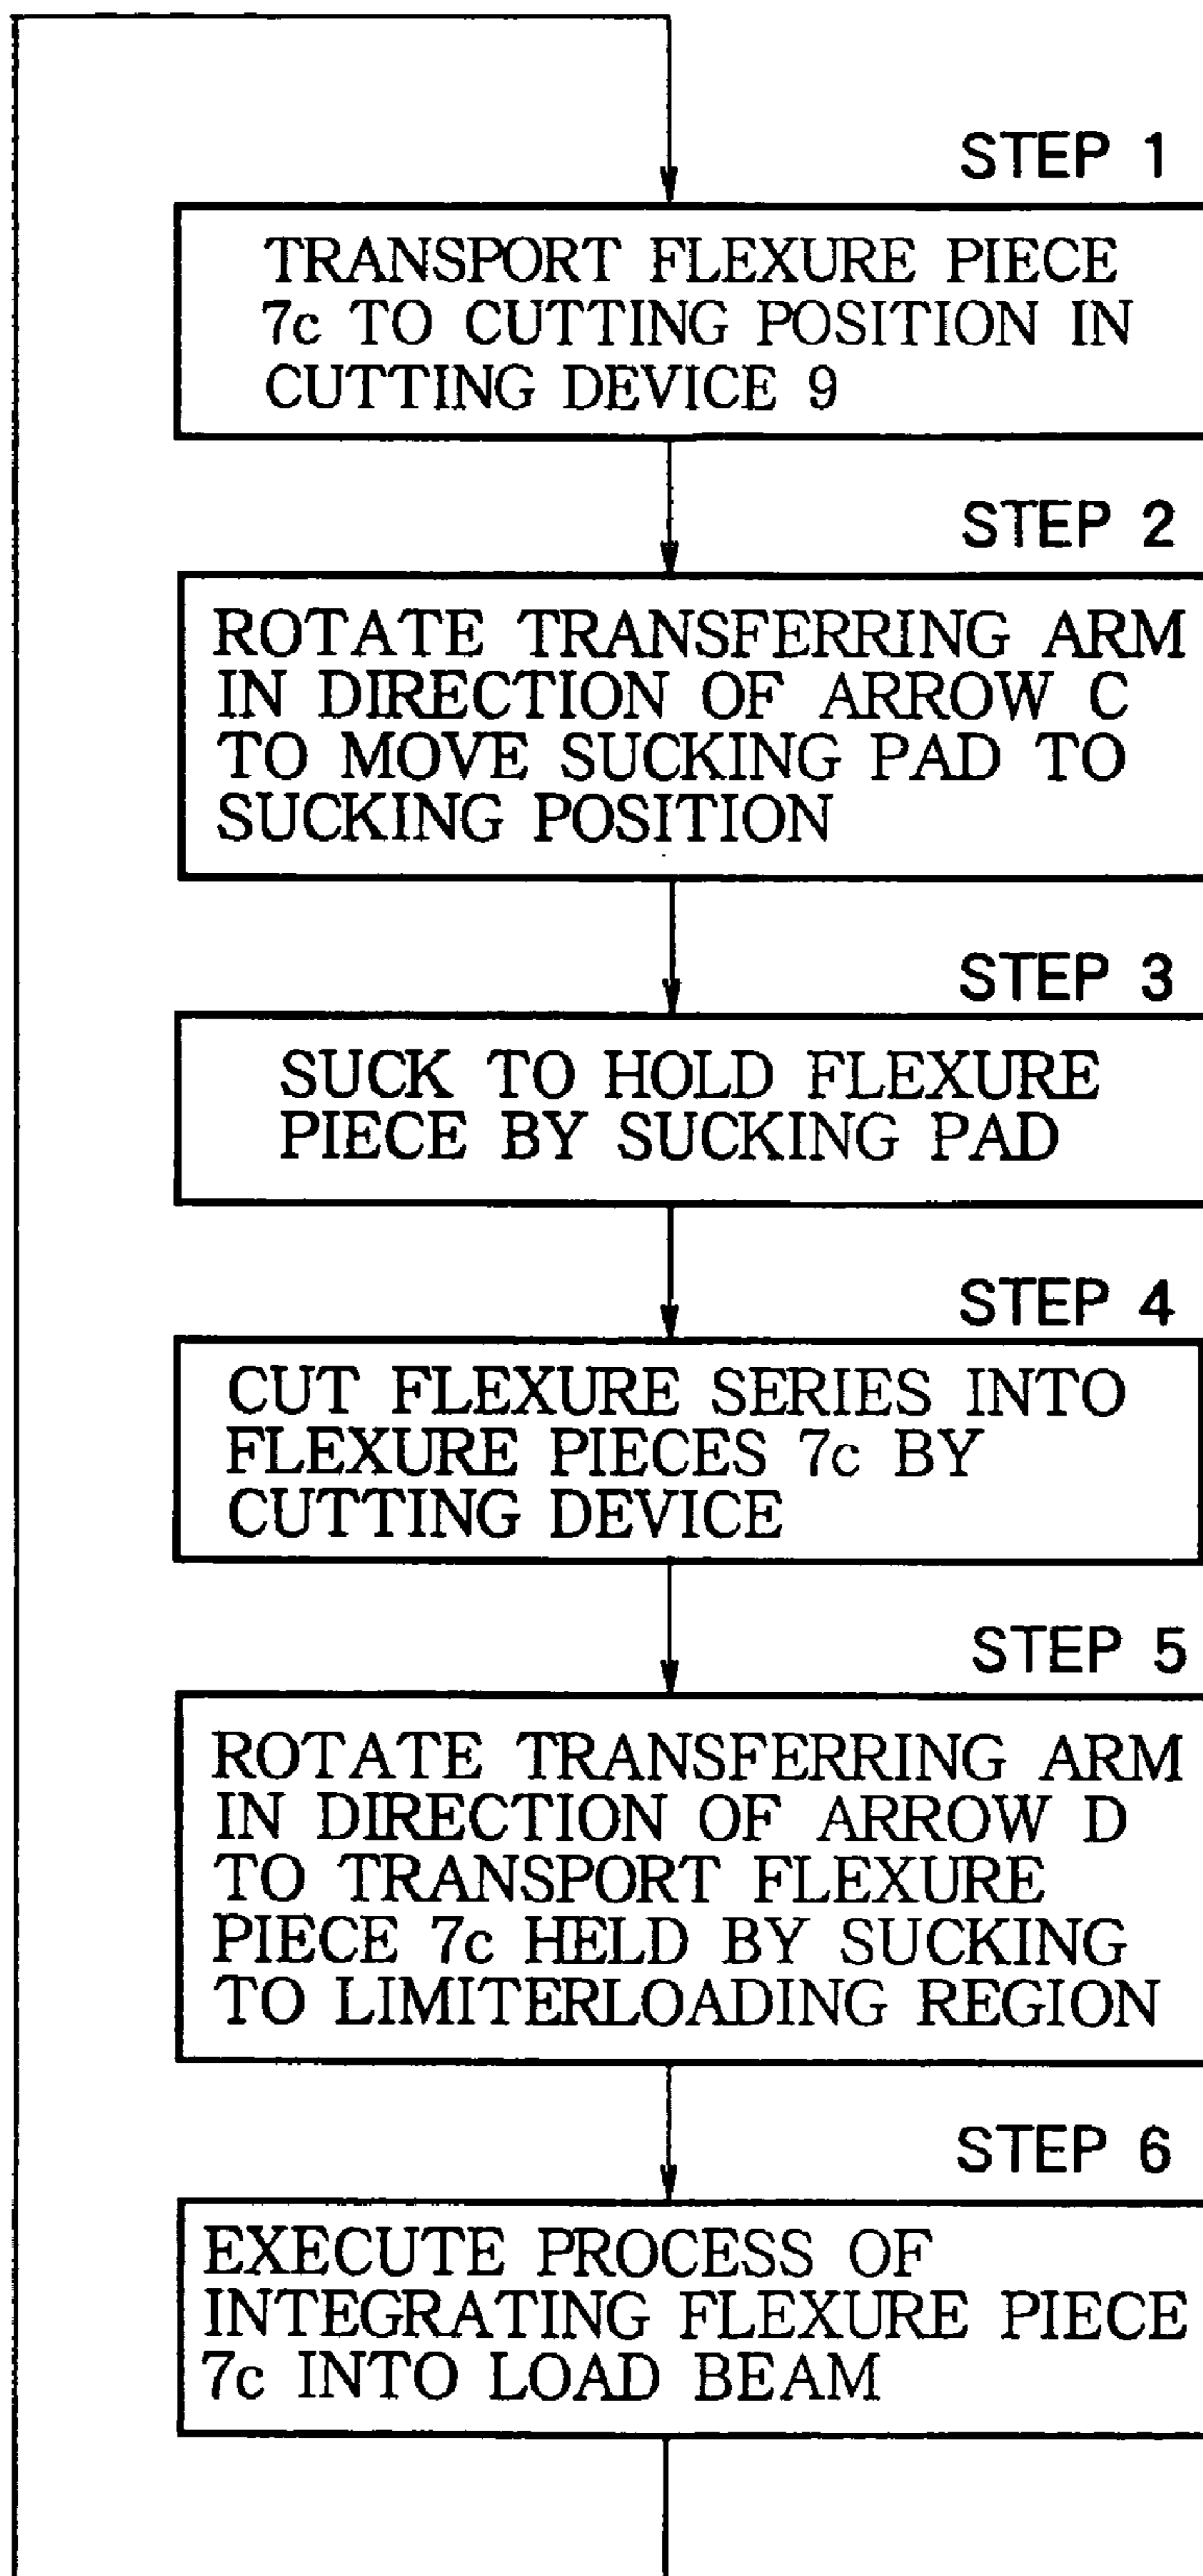 STEP 1
TRANSPORT FLEXURE PIECE
7c TO CUTTING POSITION IN
CUTTING DEVICE 9
STEP 2
ROTATE TRANSFERRING ARM
IN DIRECTION OF ARROW C
TO MOVE SUCKING PAD TO
SUCKING POSITION
STEP 3
SUCK TO HOLD FLEXURE
PIECE BY SUCKING PAD
STEP 4
CUT FLEXURE SERIES INTO
FLEXURE PIECES 7c BY
CUTTING DEVICE
STEP 5
ROTATE TRANSFERRING ARM
IN DIRECTION OF ARROW D
TO TRANSPORT FLEXURE
PIECE 7c HELD BY SUCKING
TO LIMITERLOADING REGION
STEP 6
EXECUTE PROCESS OF
INTEGRATING FLEXURE PIECE
7c INTO LOAD BEAM